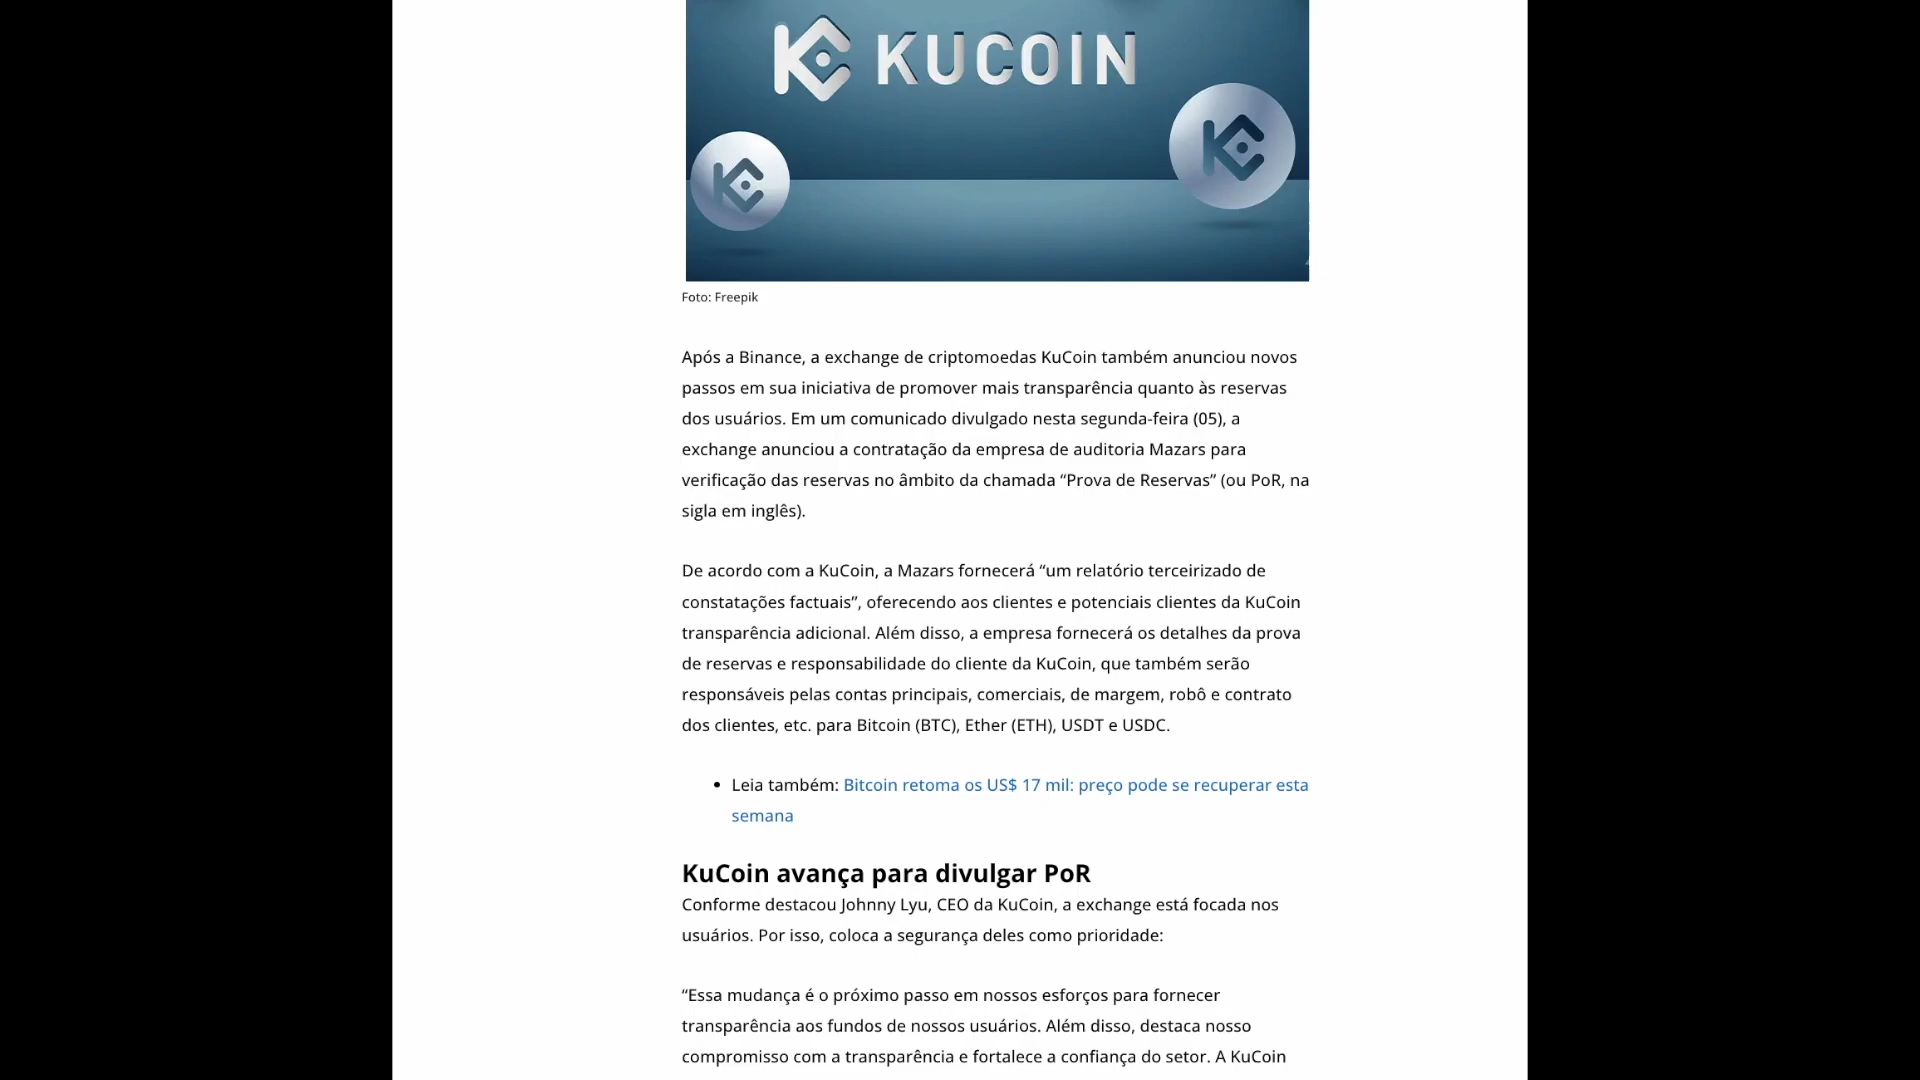 KUCOIN
Foto: Freepik
Após a Binance, a exchange de criptomoedas KuCoin também anunciou novos
passos em sua iniciativa de promover mais transparência quanto às reservas
dos usuários. Em um comunicado divulgado nesta segunda-feira (05), a
exchange anunciou a contratação da empresa de auditoria Mazars para
verificação das reservas no âmbito da chamada “Prova de Reservas” (ou PoR, na
sigla em inglês).
De acordo com a KuCoin, a Mazars fornecerá “um relatório terceirizado de
constatações factuais”, oferecendo aos clientes e potenciais clientes da KuCoin
transparência adicional. Além disso, a empresa fornecerá os detalhes da prova
de reservas e responsabilidade do cliente da KuCoin, que também serão
responsáveis pelas contas principais, comerciais, de margem, robô e contrato
dos clientes, etc. para Bitcoin (BTC), Ether (ETH), USDT e USDC.
• Leia também: Bitcoin retoma os US$ 17 mil: preço pode se recuperar esta
semana
KuCoin avança para divulgar PoR
Conforme destacou Johnny Lyu, CEO da KuCoin, a exchange está focada nos
usuários. Por isso, coloca a segurança deles como prioridade:
“Essa mudança é o próximo passo em nossos esforços para fornecer
transparência aos fundos de nossos usuários. Além disso, destaca nosso
compromisso com a transparência e fortalece a confiança do setor. A KuCoin